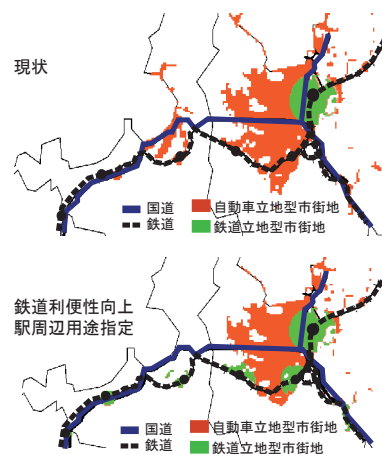 現状
国道 自動車立地型市街地
鉄道 鉄道立地型市街地
鉄道利便性向上
駅周辺用途指定
国道 自動車立地型市街地
鉄道 鉄道立地型市街地